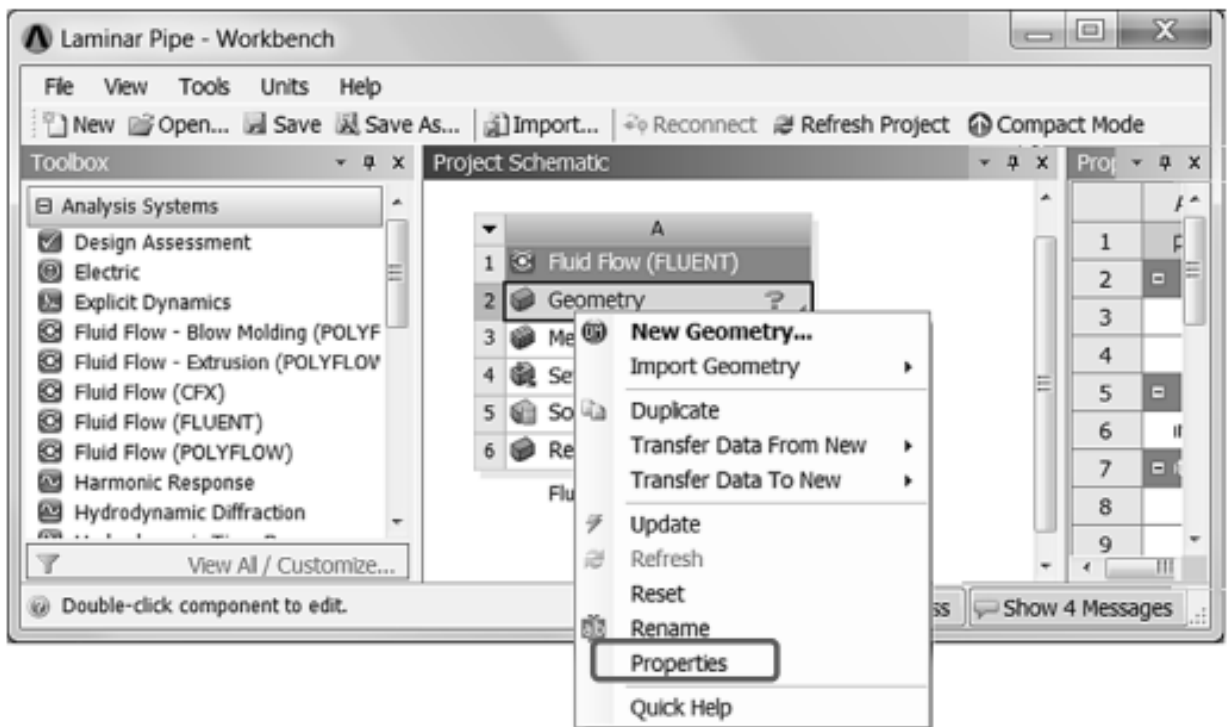 Laminar Pipe - Workbench
File View Tools Units Help
New Open... Save Save As... Import... Reconnect Refresh Project Compact Mode
Toolbox
Project Schematic
Analysis Systems
Design Assessment
Electric
Explicit Dynamics
Fluid Flow - Blow Molding (POLYF
Fluid Flow - Extrusion (POLYFLOW
Fluid Flow (CFX)
Fluid Flow (FLUENT)
Fluid Flow (POLYFLOW)
Harmonic Response
Hydrodynamic Diffraction
View All / Customize...
A
1 Fluid Flow (FLUENT)
2 Geometry ?
3 Me
4 Se
5 So
6 Re
Flu
New Geometry...
Import Geometry
Duplicate
Transfer Data From New
Transfer Data To New
Update
Refresh
Reset
Rename
Properties
Quick Help
1
2
3
4
5
6
7
8
9
Double-click component to edit.
ss Show 4 Messages